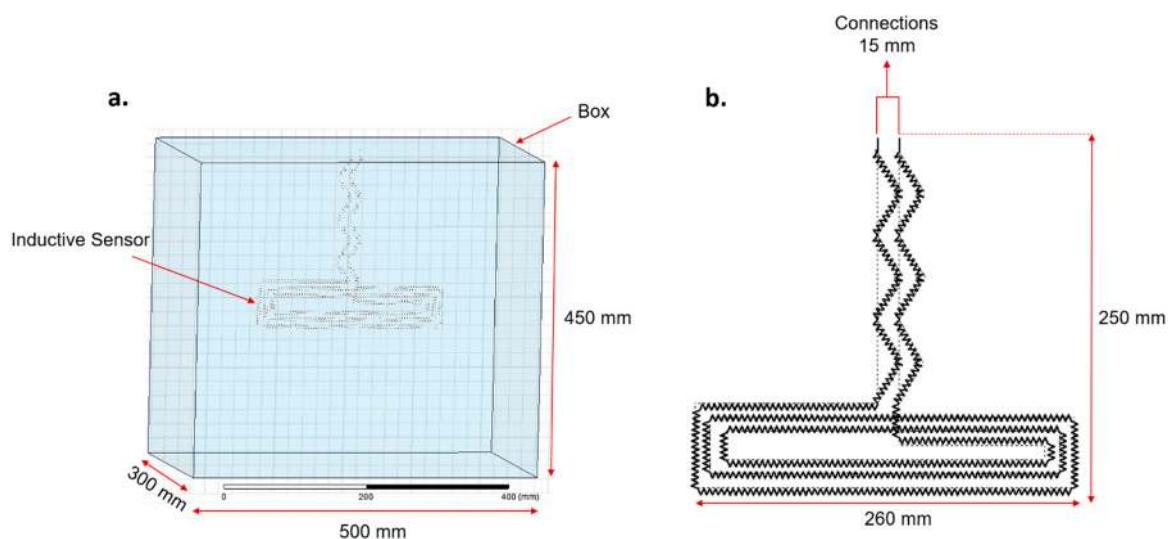 Connections
15 mm
a.
b.
Box
Inductive Sensor
450 mm
250 mm
300 mm
0
200
400 (mm)
500 mm
260 mm